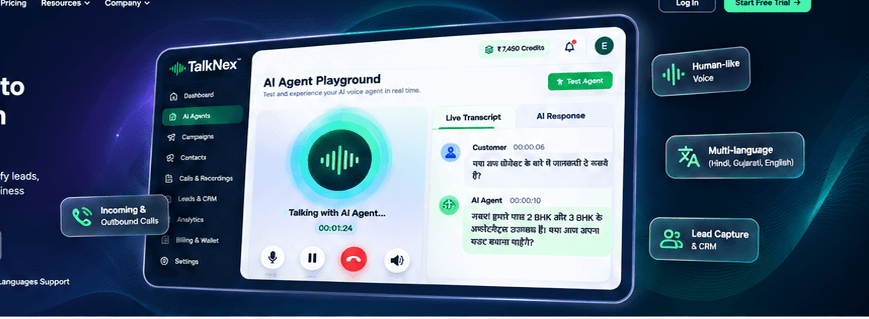 Pricing
Resources
Company
Log In
Start Free Trial →
to
n
fy leads,
iness
Languages Support
Incoming &
Outbound Calls
TalkNex™
Dashboard
AI Agents
Campaigns
Contacts
Calls & Recordings
Leads & CRM
Analytics
Billing & Wallet
Settings
₹7,450 Credits
E
AI Agent Playground
Test and experience your AI voice agent in real time.
Test Agent
Talking with AI Agent...
00:01:24
Live Transcript
AI Response
Customer 00:00:06
के बारे में जानकारी दे
है?
AI Agent 00:00:10
हमारे पास 2 BHK और 3 BHK के
आप अपना
Human-like
Voice
Multi-language
(Hindi, Gujarati, English)
Lead Capture
& CRM